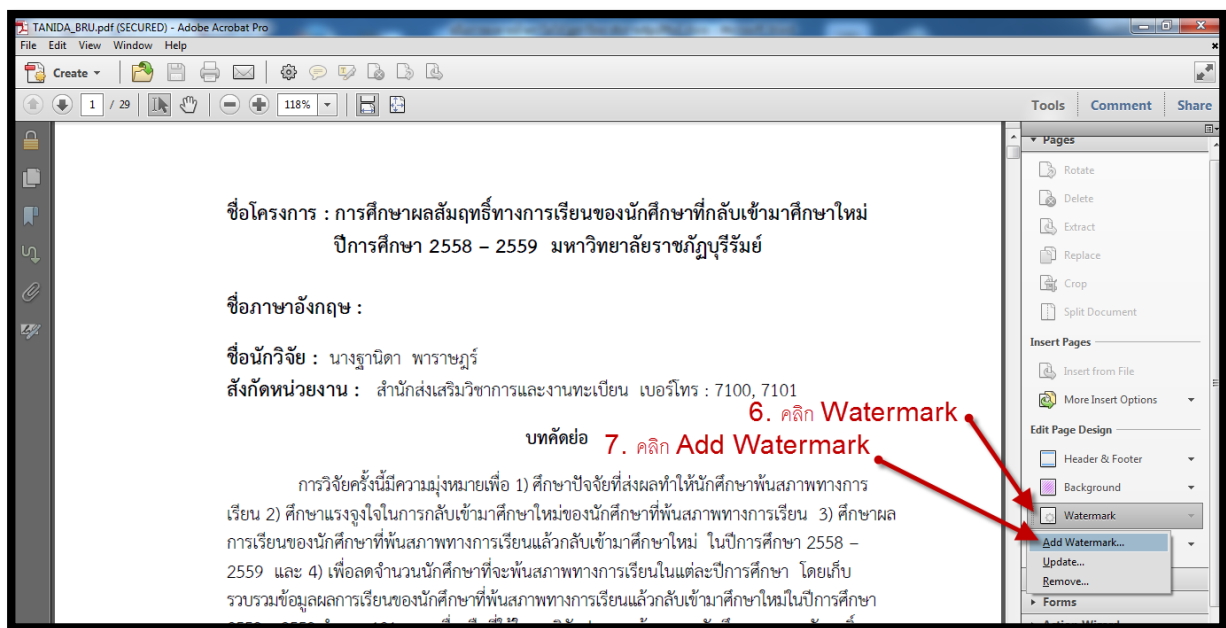 TANIDA_BRU.pdf (SECURED) - Adobe Acrobat Pro
File Edit View Window Help
Create
1 / 29 118% Tools Comment Share
Pages
Rotate
Delete
Extract
Replace
Crop
Split Document
Insert Pages
Insert from File
More Insert Options
Edit Page Design
Header & Footer
Background
Watermark
Add Watermark...
Update...
Remove...
Forms
ชื่อโครงการ : การศึกษาผลสัมฤทธิ์ทางการเรียนของนักศึกษาที่กลับเข้ามาศึกษาใหม่
ปีการศึกษา 2558 – 2559 มหาวิทยาลัยราชภัฏบุรีรัมย์
ชื่อภาษาอังกฤษ :
ชื่อนักวิจัย : นางฐานิดา พาราษฎร์
สังกัดหน่วยงาน : สำนักส่งเสริมวิชาการและงานทะเบียน เบอร์โทร : 7100, 7101
6. คลิก Watermark
บทคัดย่อ
7. คลิก Add Watermark
การวิจัยครั้งนี้มีความมุ่งหมายเพื่อ 1) ศึกษาปัจจัยที่ส่งผลทำให้นักศึกษาพ้นสภาพทางการ
เรียน 2) ศึกษาแรงจูงใจในการกลับเข้ามาศึกษาใหม่ของนักศึกษาที่พ้นสภาพทางการเรียน 3) ศึกษาผล
การเรียนของนักศึกษาที่พ้นสภาพทางการเรียนแล้วกลับเข้ามาศึกษาใหม่ ในปีการศึกษา 2558 –
2559 และ 4) เพื่อลดจำนวนนักศึกษาที่จะพ้นสภาพทางการเรียนในแต่ละปีการศึกษา โดยเก็บ
รวบรวมข้อมูลผลการเรียนของนักศึกษาที่พ้นสภาพทางการเรียนแล้วกลับเข้ามาศึกษาใหม่ในปีการศึกษา